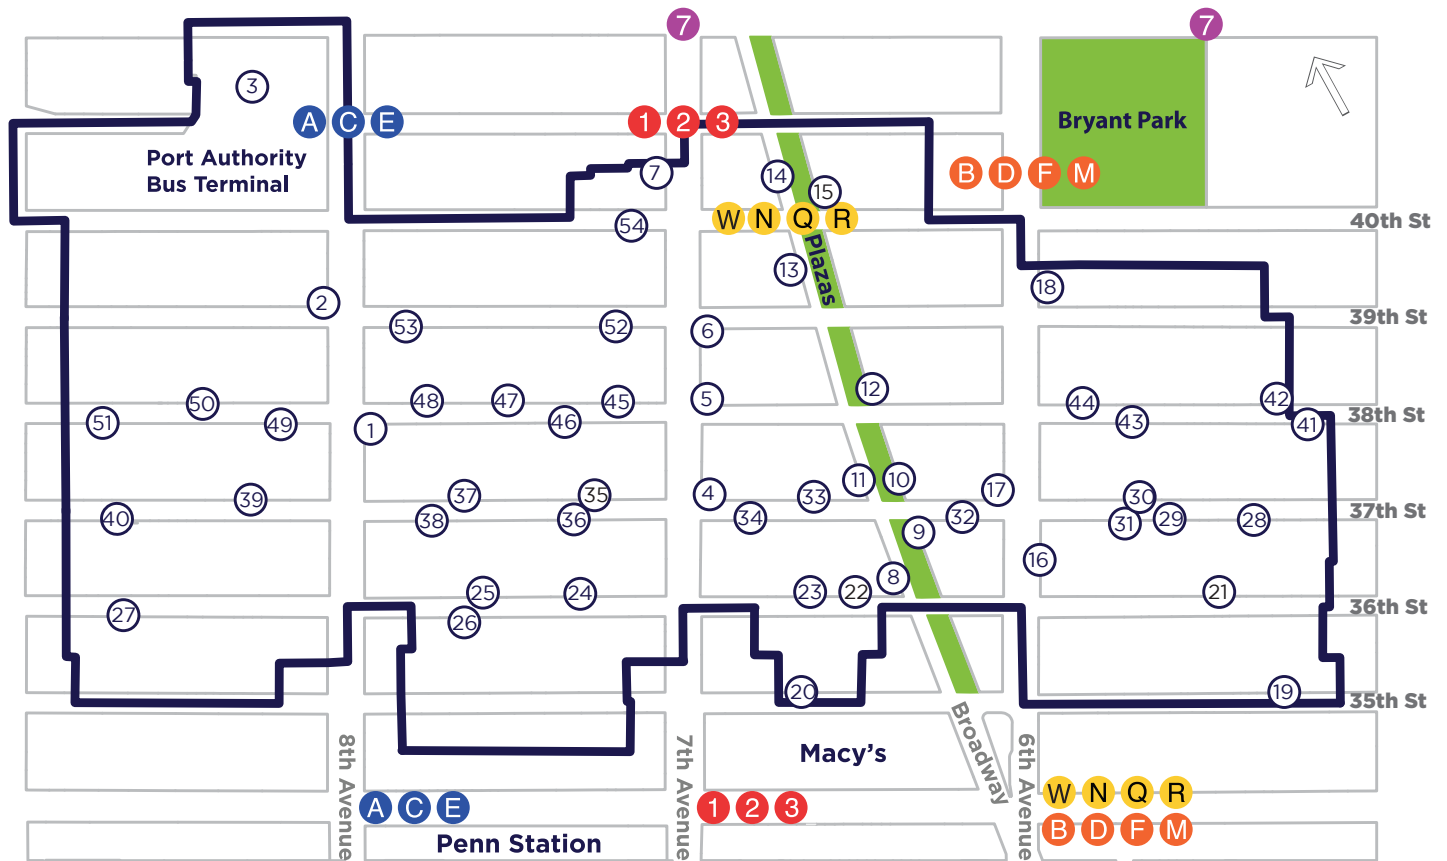 7
7
3
A C E
1 2 3
Bryant Park
Port Authority
Bus Terminal
7
14
15
B D F M
54
W N Q R
40th St
Plazas
13
18
2
53
52
6
39th St
12
50
48
47
45
5
44
42
38th St
51
49
1
46
43
41
11
10
17
39
37
35
4
33
30
37th St
40
38
36
34
32
31
29
28
9
16
8
25
24
23
22
21
36th St
27
26
20
19
35th St
8th Avenue
7th Avenue
Macy's
Broadway
6th Avenue
A C E
1 2 3
W N Q R
B D F M
Penn Station